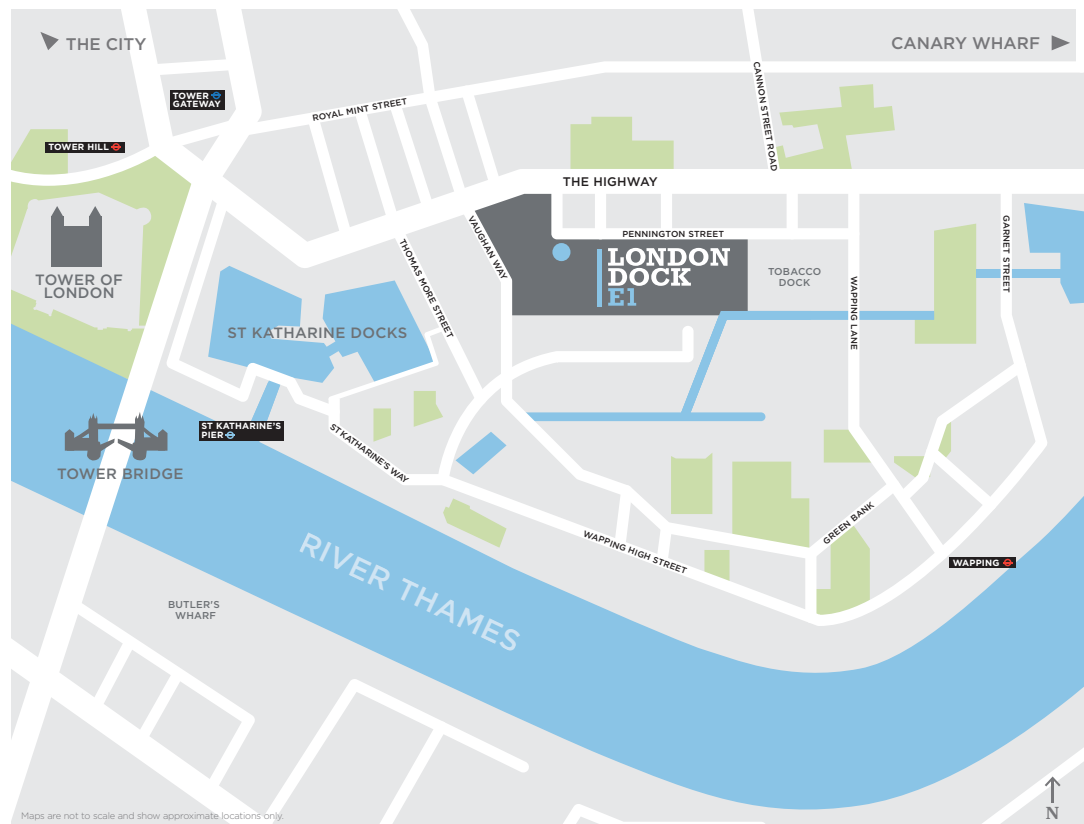 THE CITY
CANARY WHARF
TOWER
GATEWAY
ROYAL MINT STREET
CANNON STREET ROAD
TOWER HILL
THE HIGHWAY
TOWER OF
LONDON
VAUGHAN WAY
THOMAS MORE STREET
PENNINGTON STREET
LONDON
DOCK
E1
TOBACCO
DOCK
GARNET STREET
WAPPING LANE
ST KATHARINE DOCKS
ST KATHARINE'S
PIER
ST KATHARINE'S WAY
TOWER BRIDGE
GREEN BANK
WAPPING HIGH STREET
WAPPING
RIVER THAMES
BUTLER'S
WHARF
N
Maps are not to scale and show approximate locations only.